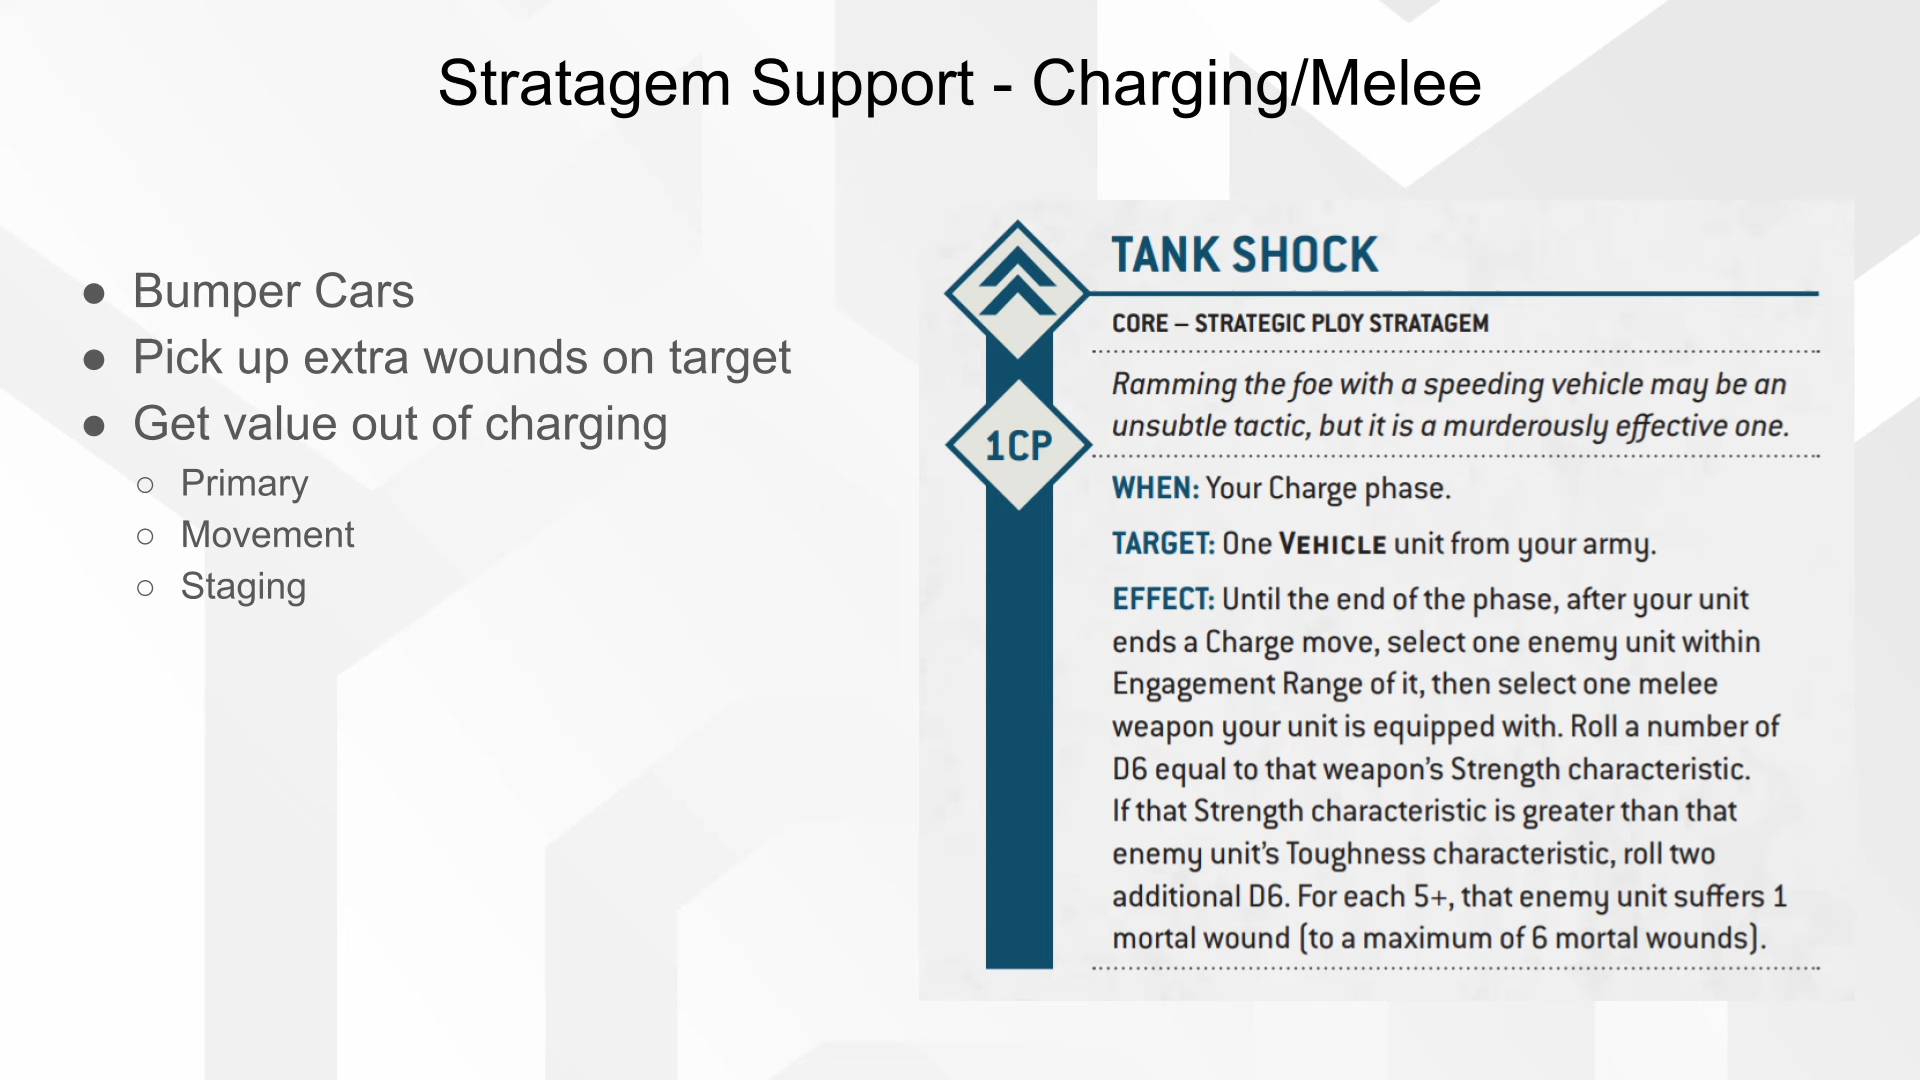 Stratagem Support - Charging/Melee
● Bumper Cars
● Pick up extra wounds on target
● Get value out of charging
○ Primary
○ Movement
○ Staging
TANK SHOCK
CORE – STRATEGIC PLOY STRATAGEM
Ramming the foe with a speeding vehicle may be an
unsubtle tactic, but it is a murderously effective one.
1CP
WHEN: Your Charge phase.
TARGET: One VEHICLE unit from your army.
EFFECT: Until the end of the phase, after your unit
ends a Charge move, select one enemy unit within
Engagement Range of it, then select one melee
weapon your unit is equipped with. Roll a number of
D6 equal to that weapon’s Strength characteristic.
If that Strength characteristic is greater than that
enemy unit’s Toughness characteristic, roll two
additional D6. For each 5+, that enemy unit suffers 1
mortal wound (to a maximum of 6 mortal wounds).